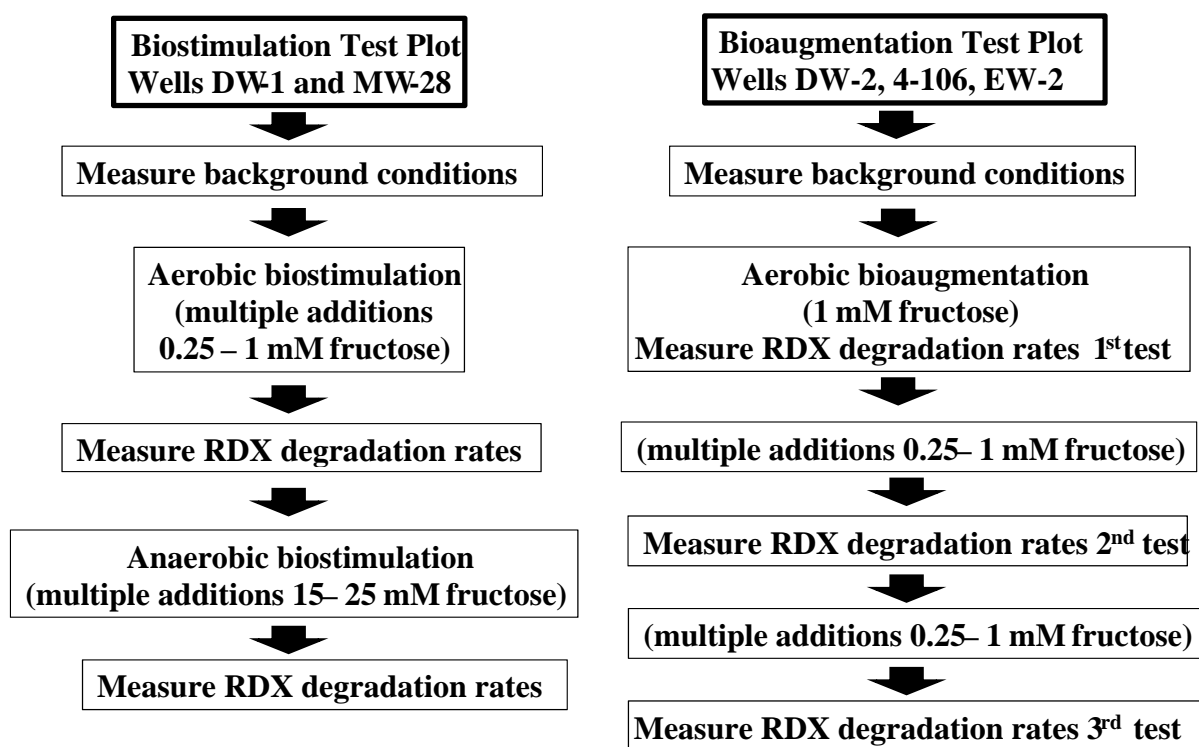 Biostimulation Test Plot
Wells DW-1 and MW-28
Measure background conditions
Aerobic biostimulation
(multiple additions
0.25 – 1 mM fructose)
Measure RDX degradation rates
Anaerobic biostimulation
(multiple additions 15– 25 mM fructose)
Measure RDX degradation rates
Bioaugmentation Test Plot
Wells DW-2, 4-106, EW-2
Measure background conditions
Aerobic bioaugmentation
(1 mM fructose)
Measure RDX degradation rates 1st test
(multiple additions 0.25– 1 mM fructose)
Measure RDX degradation rates 2nd test
(multiple additions 0.25– 1 mM fructose)
Measure RDX degradation rates 3rd test